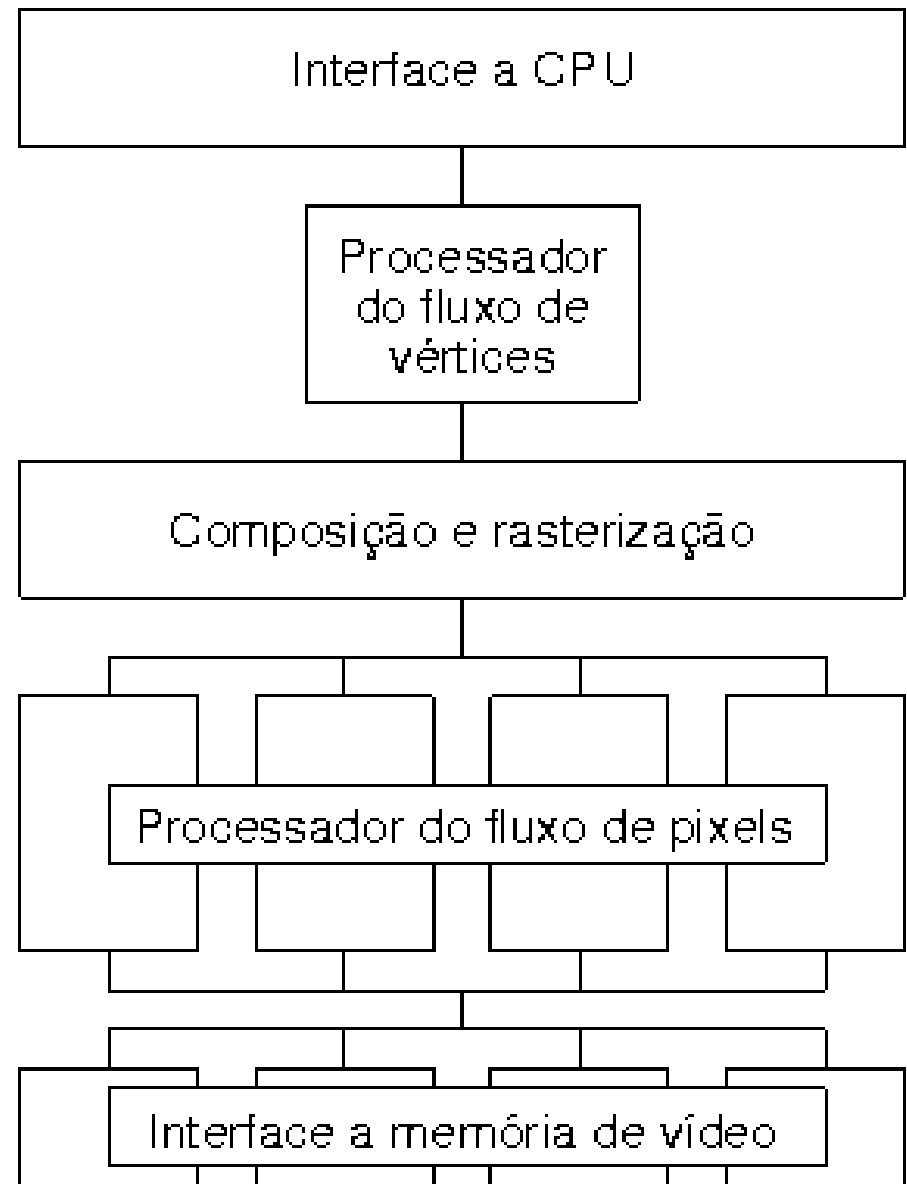 Interface a CPU
Processador
do fluxo de
vértices
Composição e rasterização
Processador do fluxo de pixels
Interface a memória de vídeo